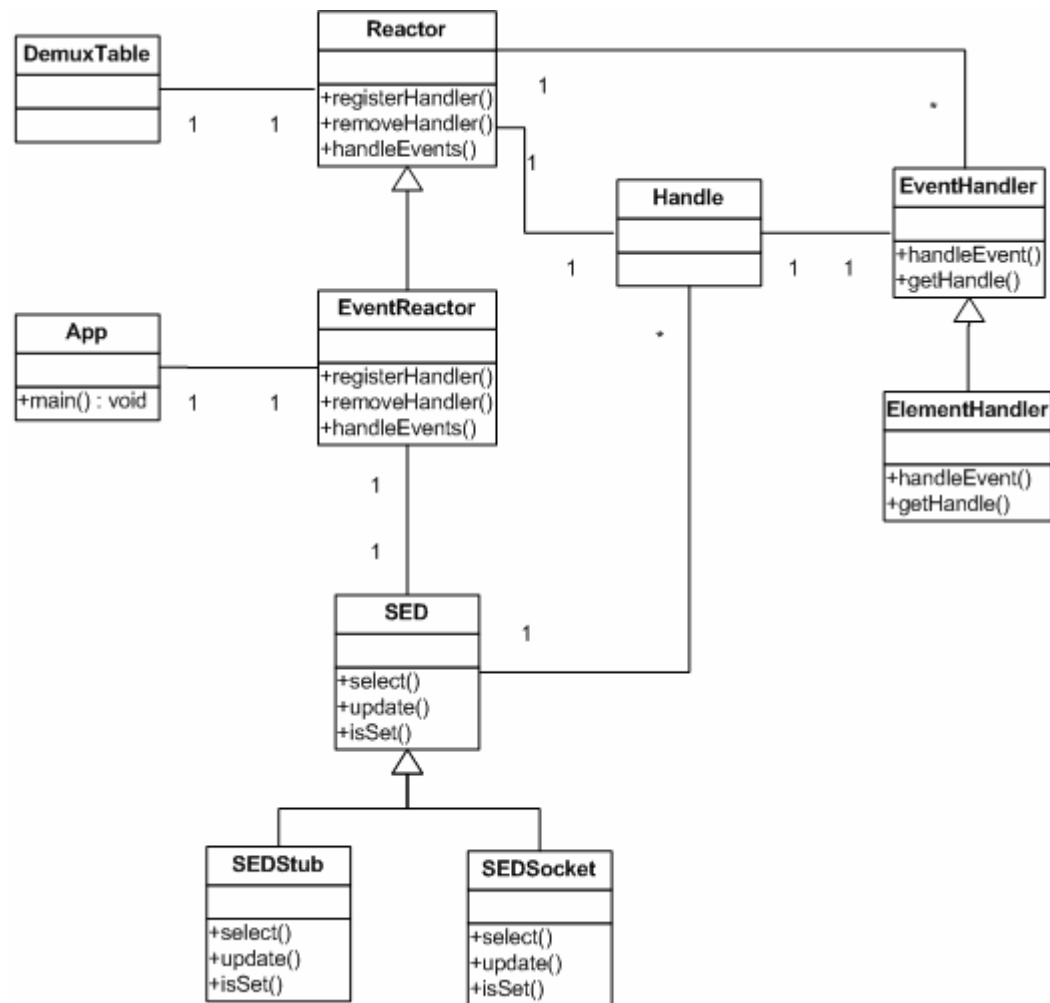 Reactor
+registerHandler()
+removeHandler()
+handleEvents()
DemuxTable
1 1
1
*
1
1
Handle
EventHandler
+handleEvent()
+getHandle()
1 1
*
EventReactor
+registerHandler()
+removeHandler()
+handleEvents()
App
+main() : void
1 1
ElementHandler
+handleEvent()
+getHandle()
1
1
SED
+select()
+update()
+isSet()
1
SEDStub
+select()
+update()
+isSet()
SEDSocket
+select()
+update()
+isSet()